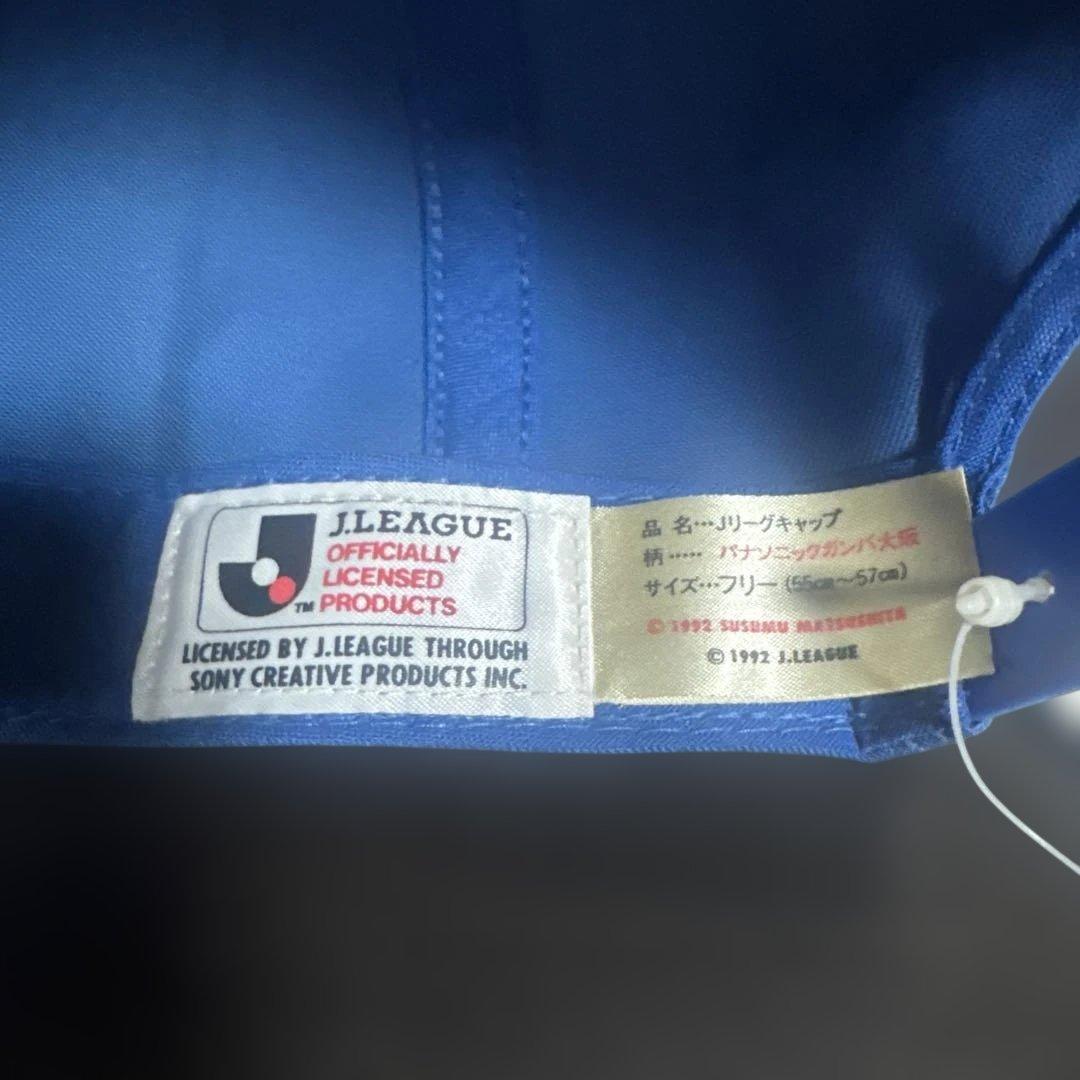 J.LEAGUE
OFFICIALLY
LICENSED
PRODUCTS
TM
LICENSED BY J.LEAGUE THROUGH
SONY CREATIVE PRODUCTS INC.
品 名…Jリーグキャップ
柄…… パナソニックガンバ大阪
サイズ…フリー(55㎝～57㎝)
© 1992 SUSUMU MATSUSHITA
© 1992 J.LEAGUE